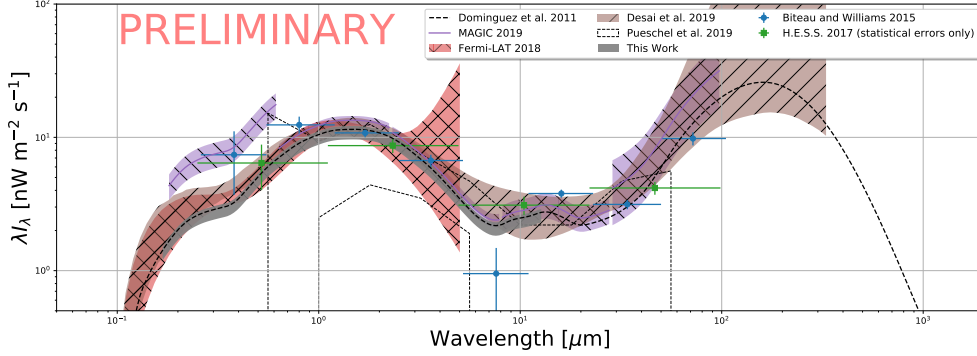 PRELIMINARY
Dominguez et al. 2011
MAGIC 2019
Fermi-LAT 2018
Desai et al. 2019
Pueschel et al. 2019
This Work
Biteau and Williams 2015
H.E.S.S. 2017 (statistical errors only)
λI_λ [nW m⁻² s⁻¹]
10²
10¹
10⁰
10⁻¹ 10⁰ 10¹ 10² 10³
Wavelength [μm]